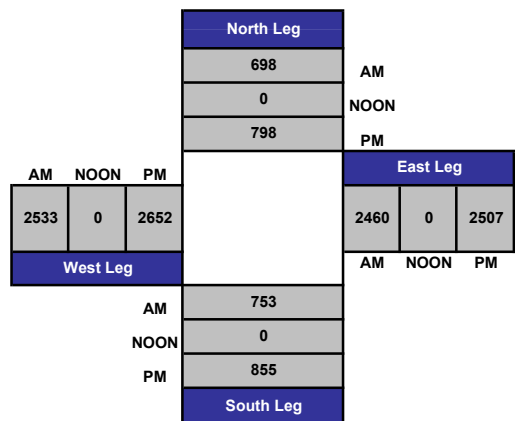 North Leg
698 AM
0 NOON
798 PM
AM NOON PM
East Leg
2533 0 2652
2460 0 2507
West Leg
AM NOON PM
AM 753
NOON 0
PM 855
South Leg